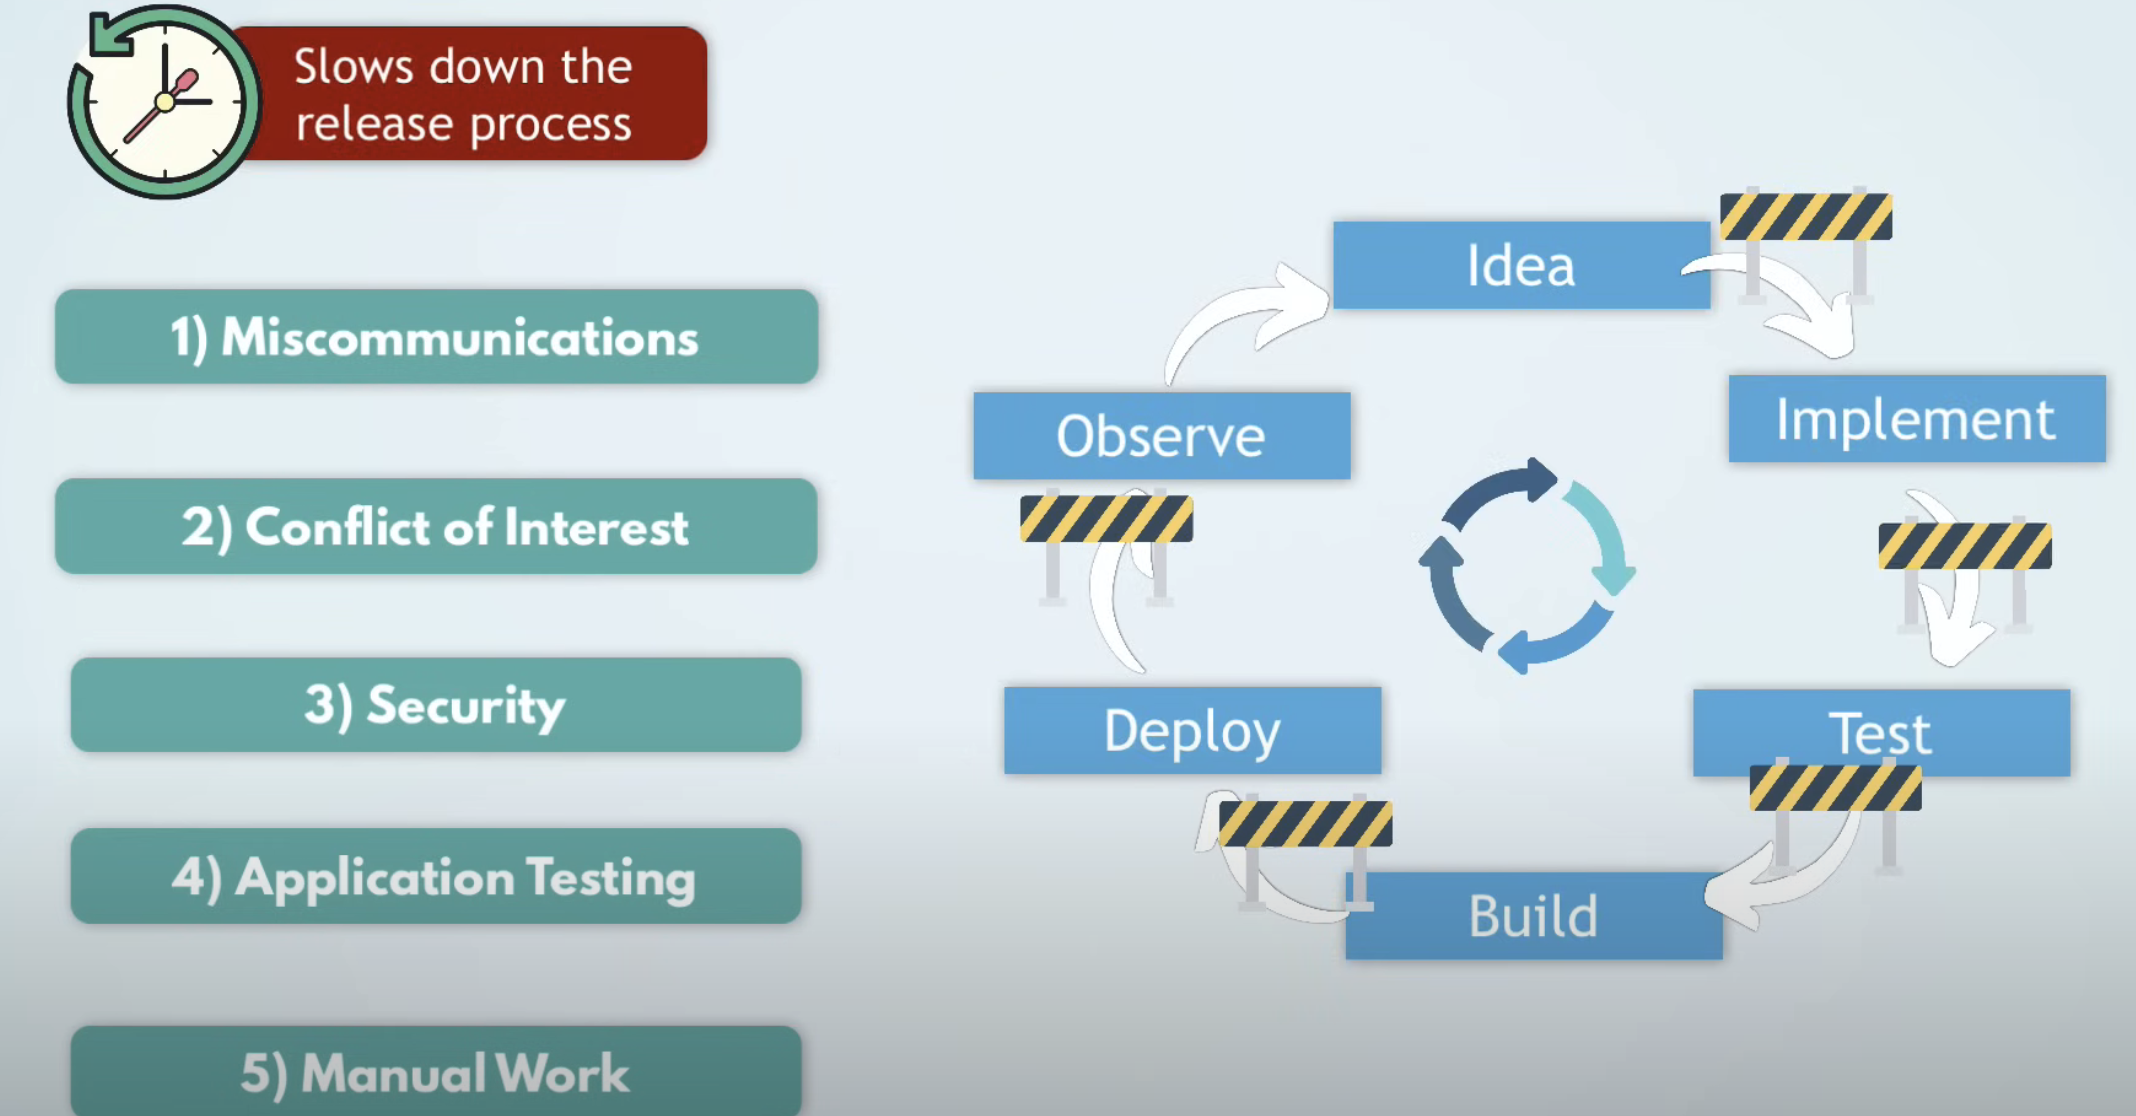 Slows down the
release process
1) Miscommunications
2) Conflict of Interest
3) Security
4) Application Testing
5) Manual Work
Idea
Implement
Test
Build
Deploy
Observe